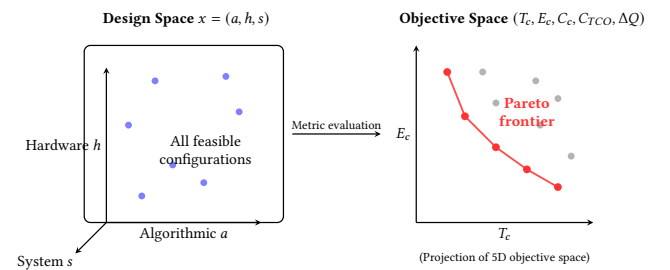 Design Space x = (a, h, s)
Objective Space (T_c, E_c, C_c, C_TCO, ΔQ)
Hardware h
All feasible
configurations
Algorithmic a
System s
Metric evaluation
E_c
Pareto
frontier
T_c
(Projection of 5D objective space)